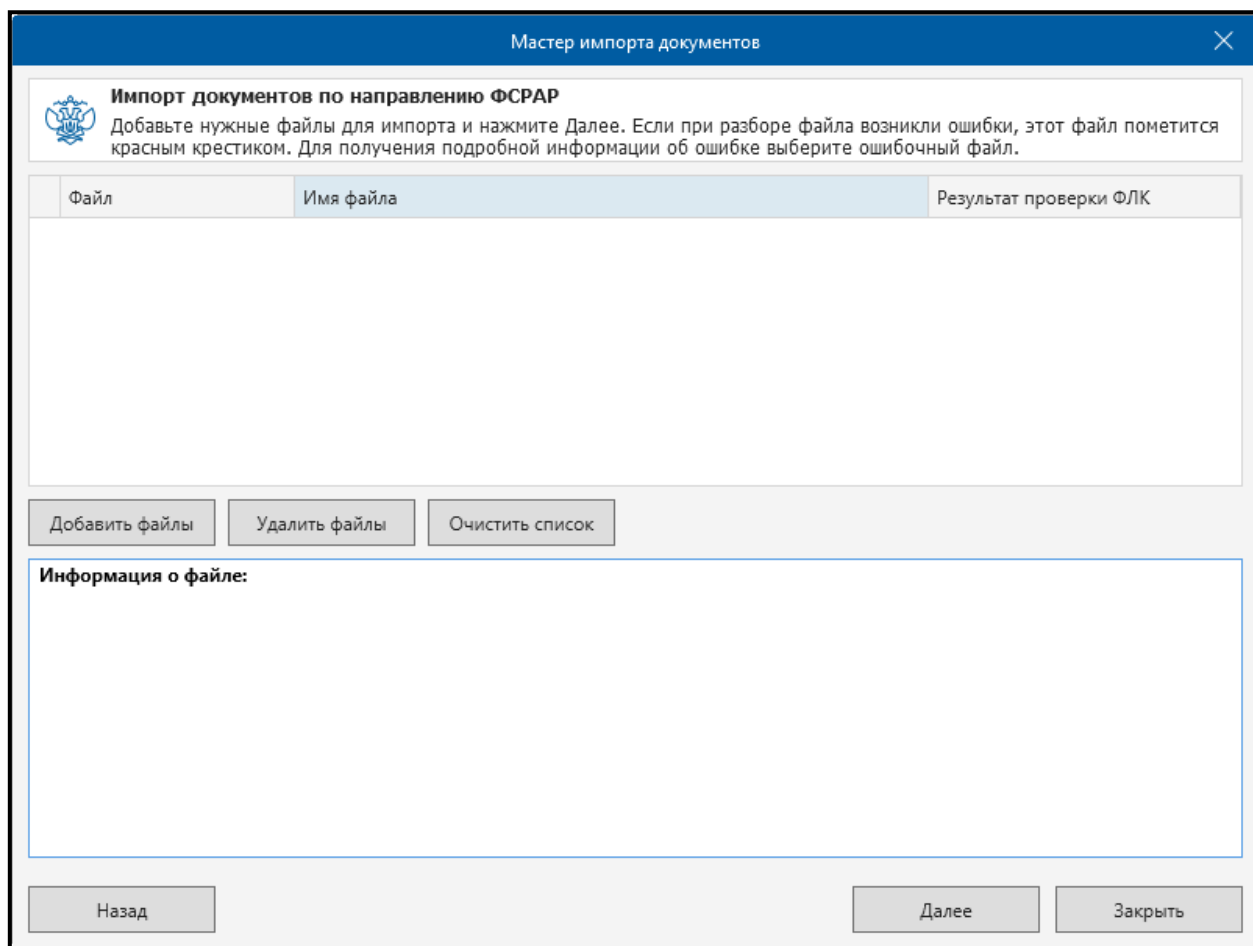 Мастер импорта документов
Импорт документов по направлению ФСРАР
Добавьте нужные файлы для импорта и нажмите Далее. Если при разборе файла возникли ошибки, этот файл пометится
красным крестиком. Для получения подробной информации об ошибке выберите ошибочный файл.
Файл Имя файла Результат проверки ФЛК
Добавить файлы Удалить файлы Очистить список
Информация о файле:
Назад Далее Закрыть